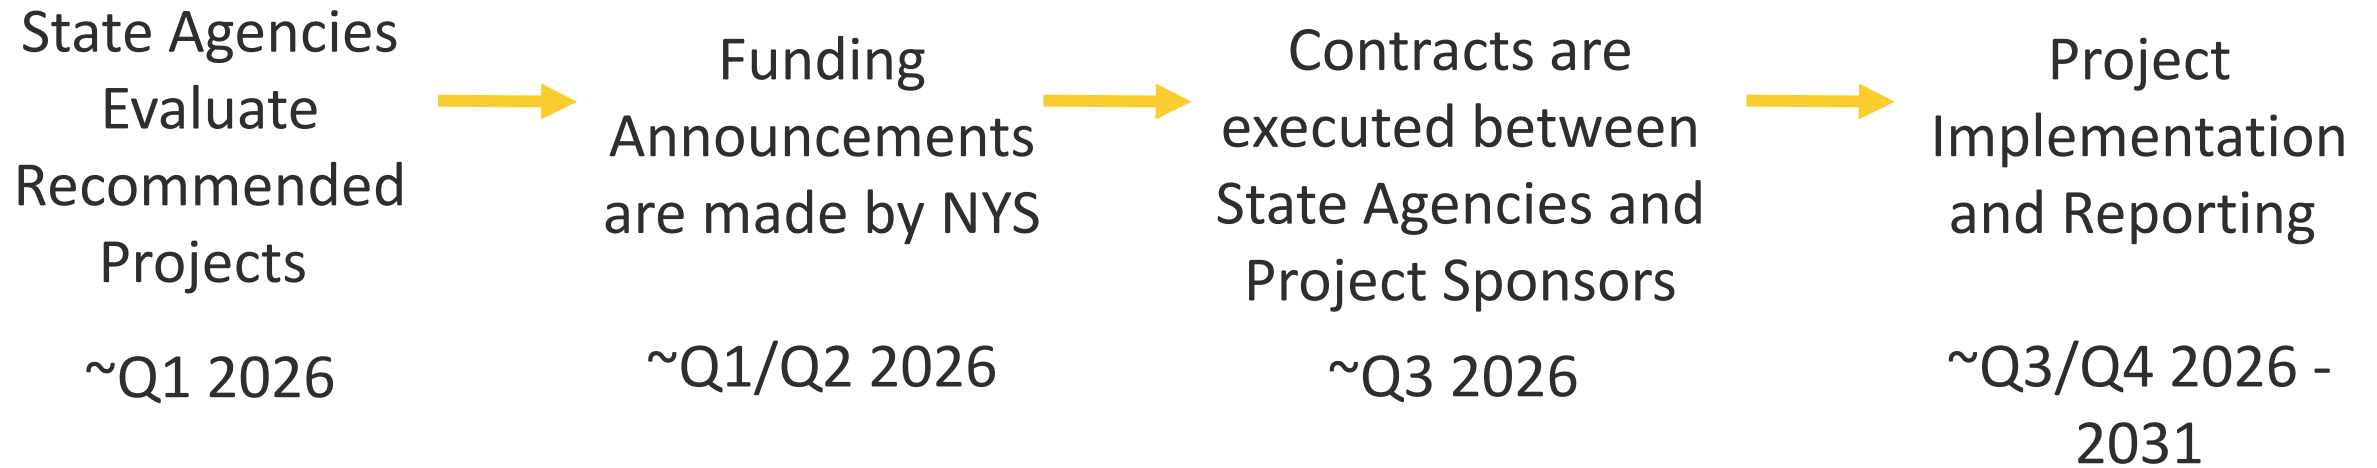 State Agencies
Evaluate
Recommended
Projects
~Q1 2026
Funding
Announcements
are made by NYS
~Q1/Q2 2026
Contracts are
executed between
State Agencies and
Project Sponsors
~Q3 2026
Project
Implementation
and Reporting
~Q3/Q4 2026 -
2031